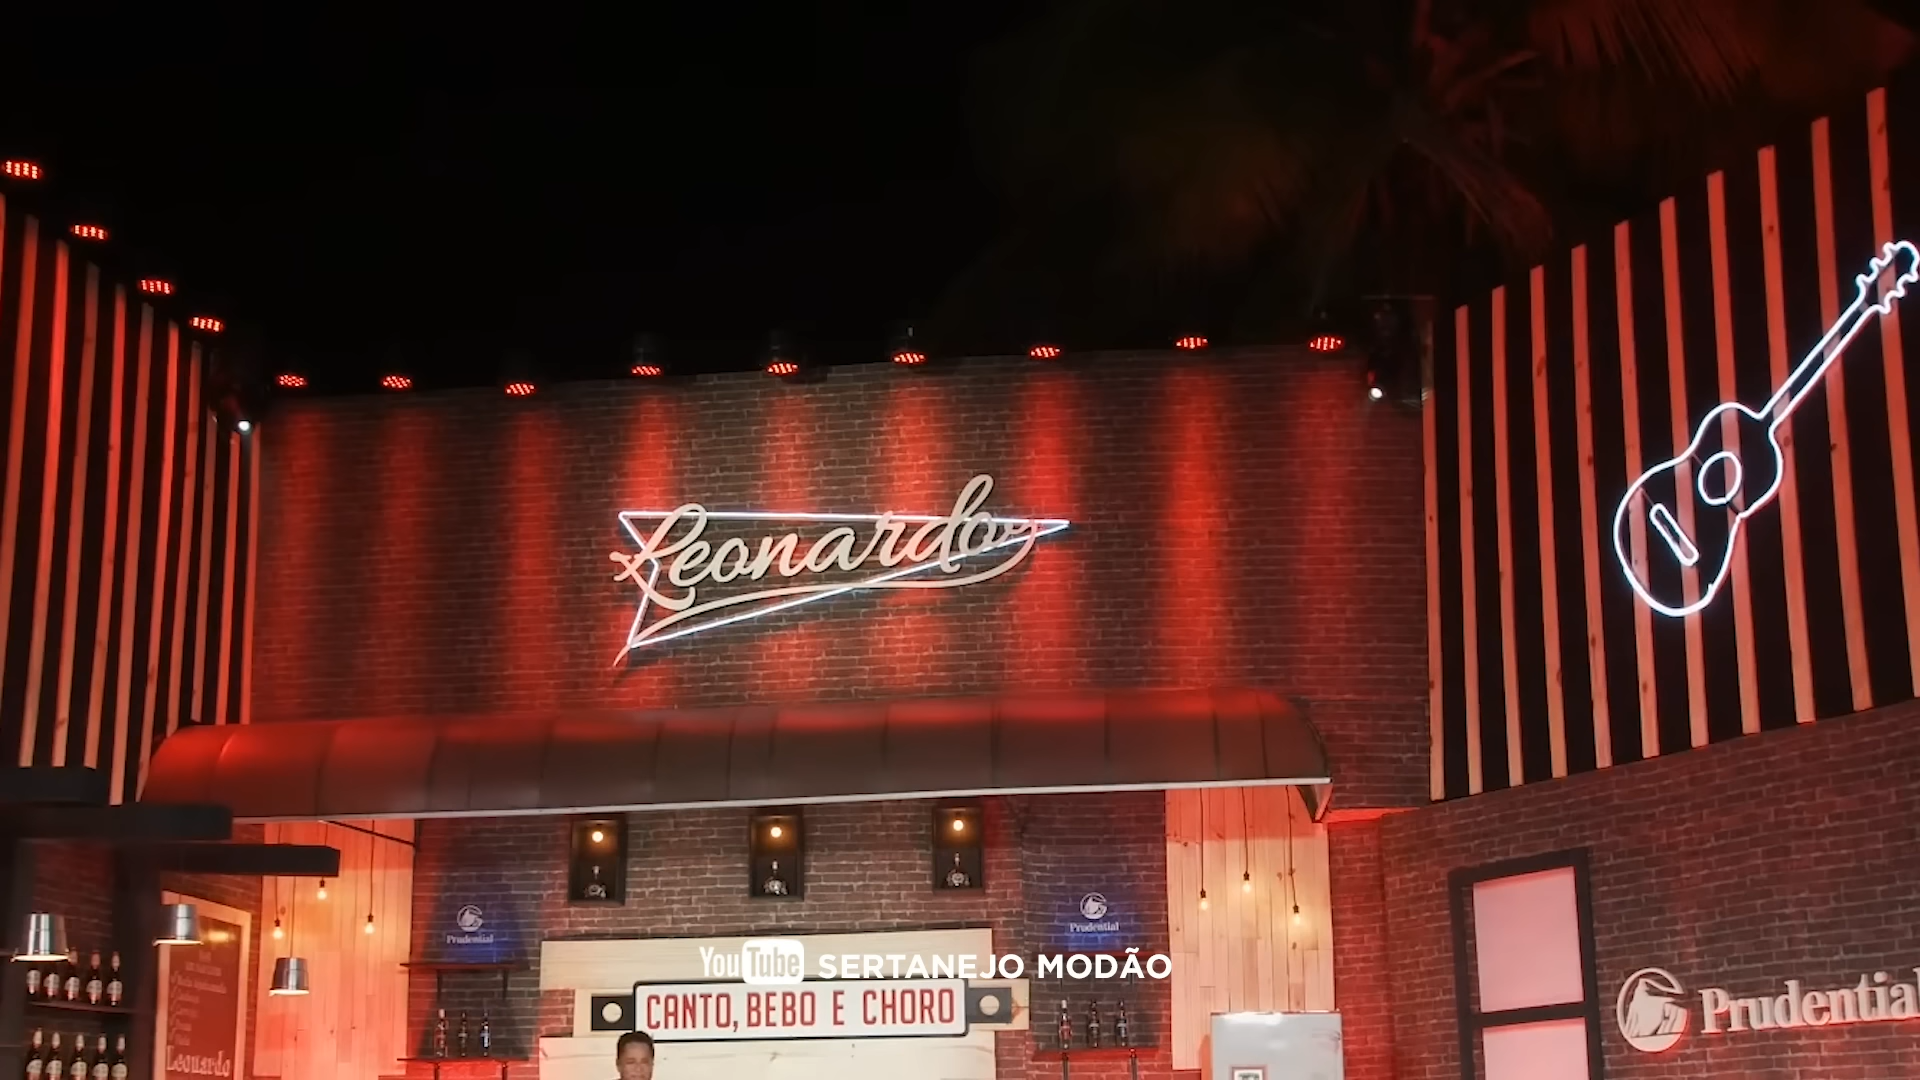 Leonardo
Prudential
Prudential
YouTube SERTANEJO MODÃO
CANTO, BEBO E CHORO
Prudential
Leonardo